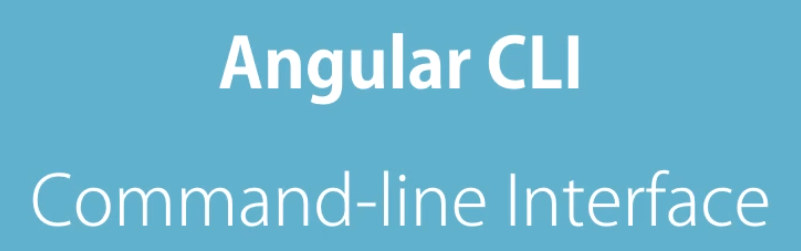 Angular CLI
Command-line Interface